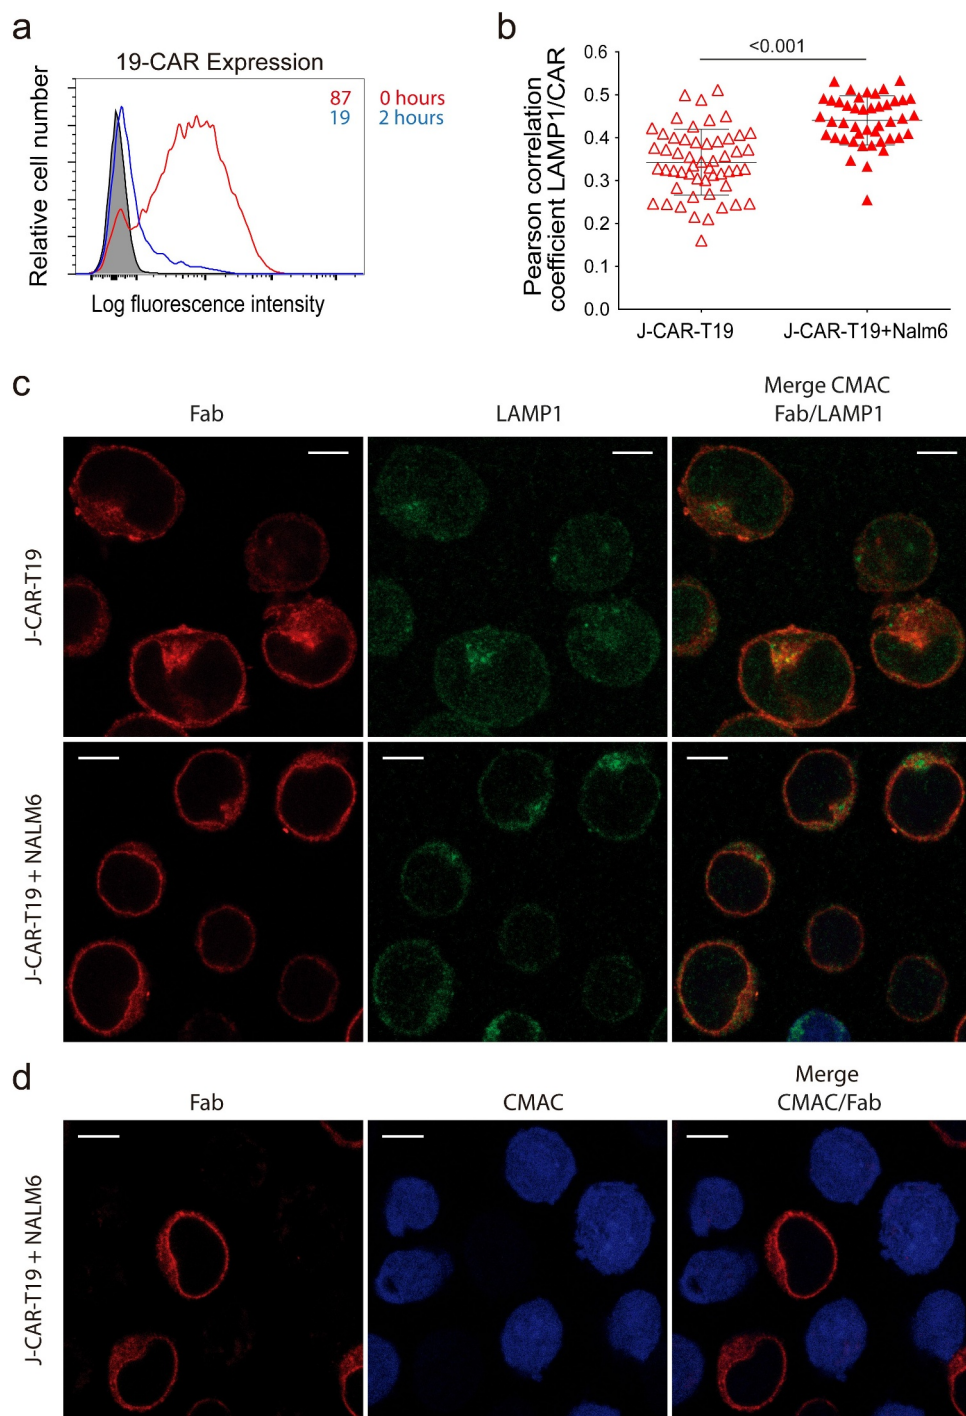 a
19-CAR Expression
87 0 hours
19 2 hours
Relative cell number
Log fluorescence intensity
b
<0.001
0.6
0.5
0.4
0.3
0.2
0.1
0.0
Pearson correlation
coefficient LAMP1/CAR
J-CAR-T19
J-CAR-T19+Nalm6
c
Fab
LAMP1
Merge CMAC
Fab/LAMP1
J-CAR-T19
J-CAR-T19 + NALM6
d
Fab
CMAC
Merge
CMAC/Fab
J-CAR-T19 + NALM6